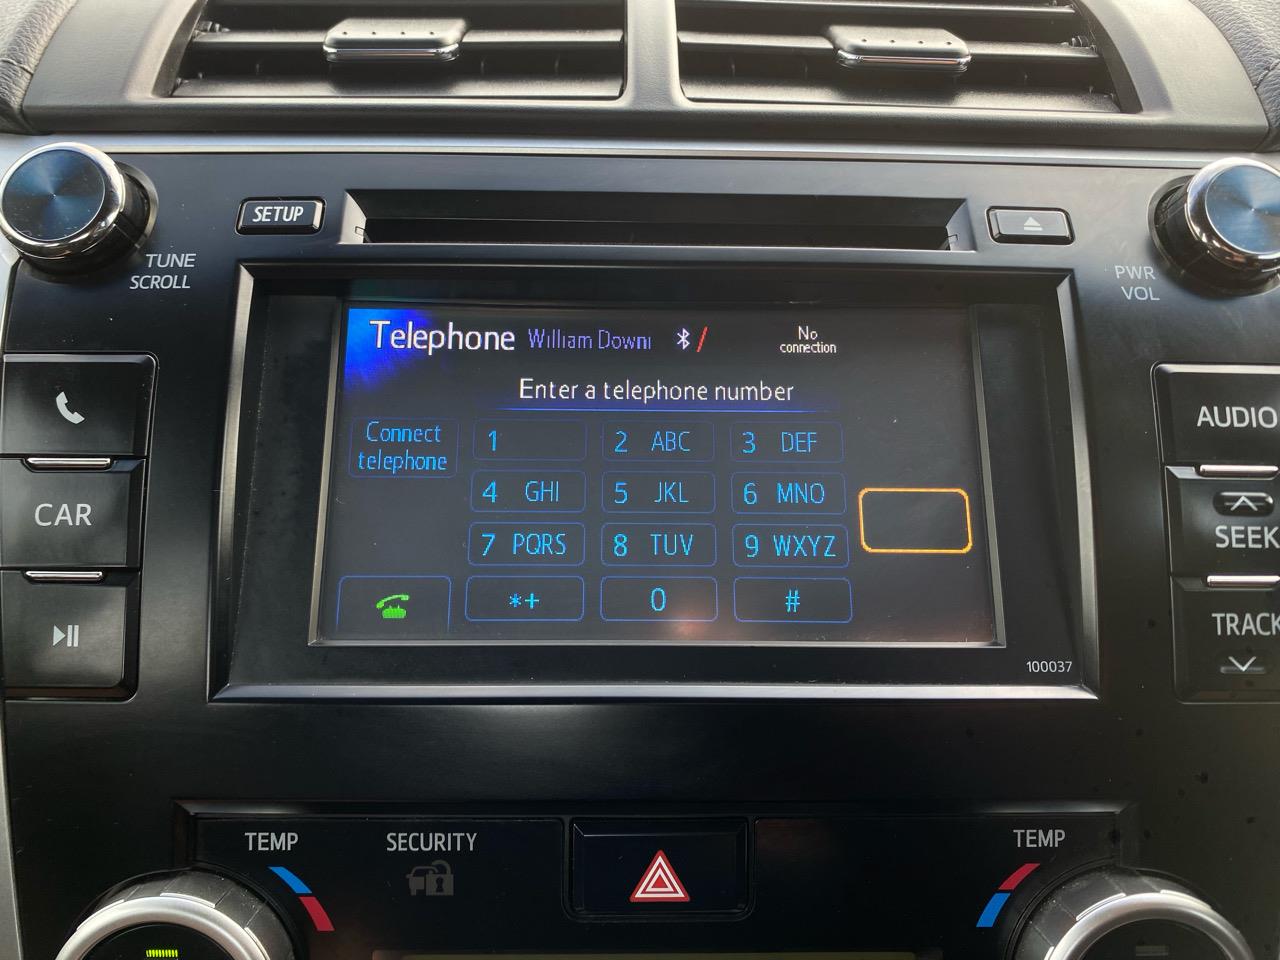 SETUP
TUNE
SCROLL
PWR
VOL
Telephone William Downi No
connection
Enter a telephone number
Connect
telephone
1 2 ABC 3 DEF
4 GHI 5 JKL 6 MNO
7 PQRS 8 TUV 9 WXYZ
*+ 0 #
100037
CAR
AUDIO
SEEK
TRACK
TEMP SECURITY TEMP